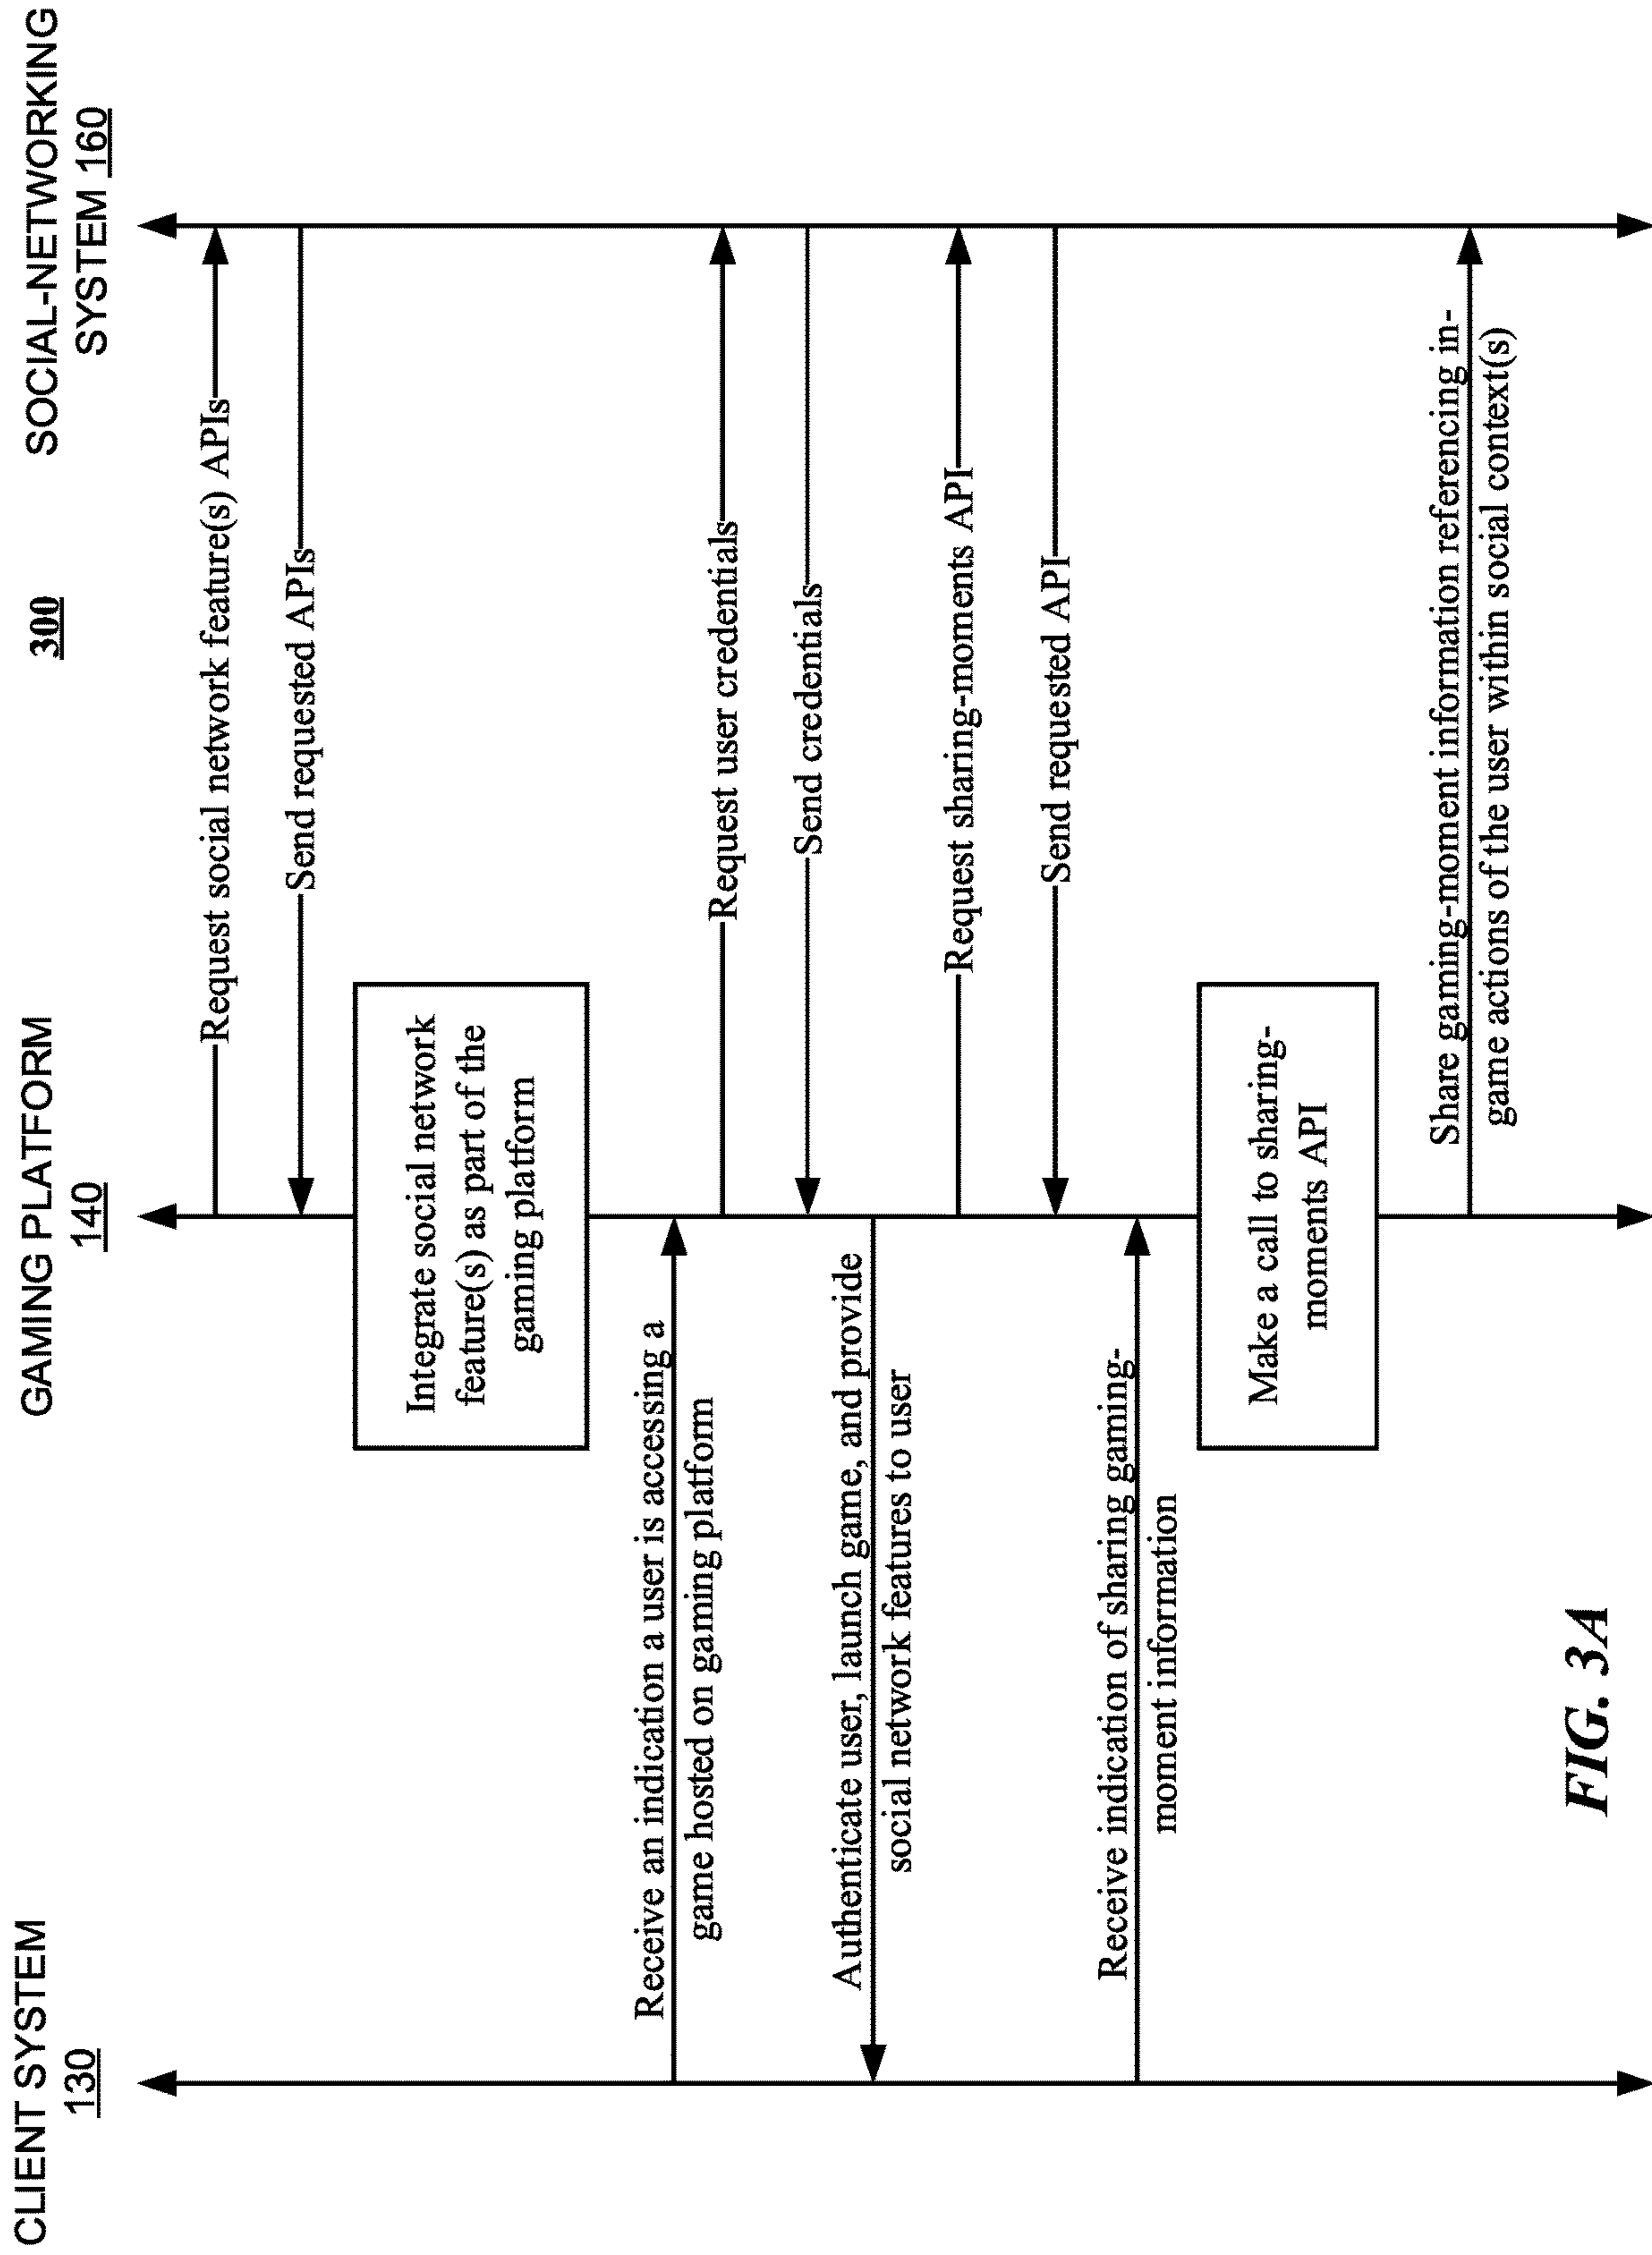 300
CLIENT SYSTEM
130
GAMING PLATFORM
140
SOCIAL-NETWORKING
SYSTEM 160
Request social network feature(s) APIs
Send requested APIs
Integrate social network
feature(s) as part of the
gaming platform
Receive an indication a user is accessing a
game hosted on gaming platform
Request user credentials
Send credentials
Authenticate user, launch game, and provide
social network features to user
Request sharing-moments API
Send requested API
Receive indication of sharing gaming-
moment information
Make a call to sharing-
moments API
Share gaming-moment information referencing in-
game actions of the user within social context(s)
FIG. 3A